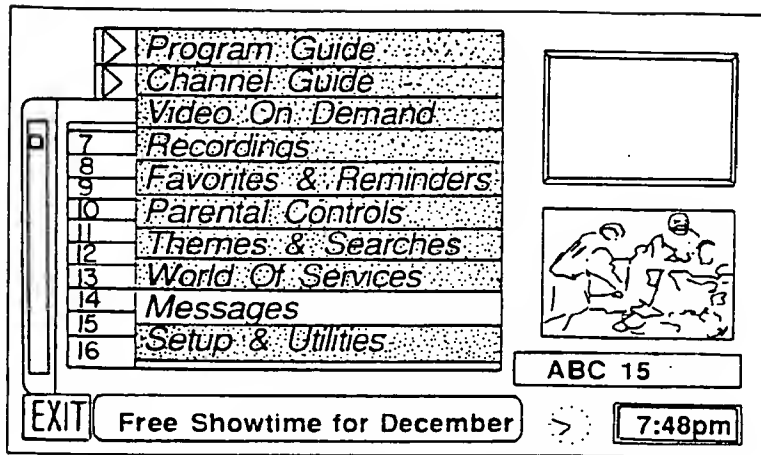 Program Guide
Channel Guide
Video On Demand
7 Recordings
8
9 Favorites & Reminders
10 Parental Controls
11
12 Themes & Searches
13 World Of Services
14 Messages
15
16 Setup & Utilities
ABC 15
EXIT Free Showtime for December 7:48pm